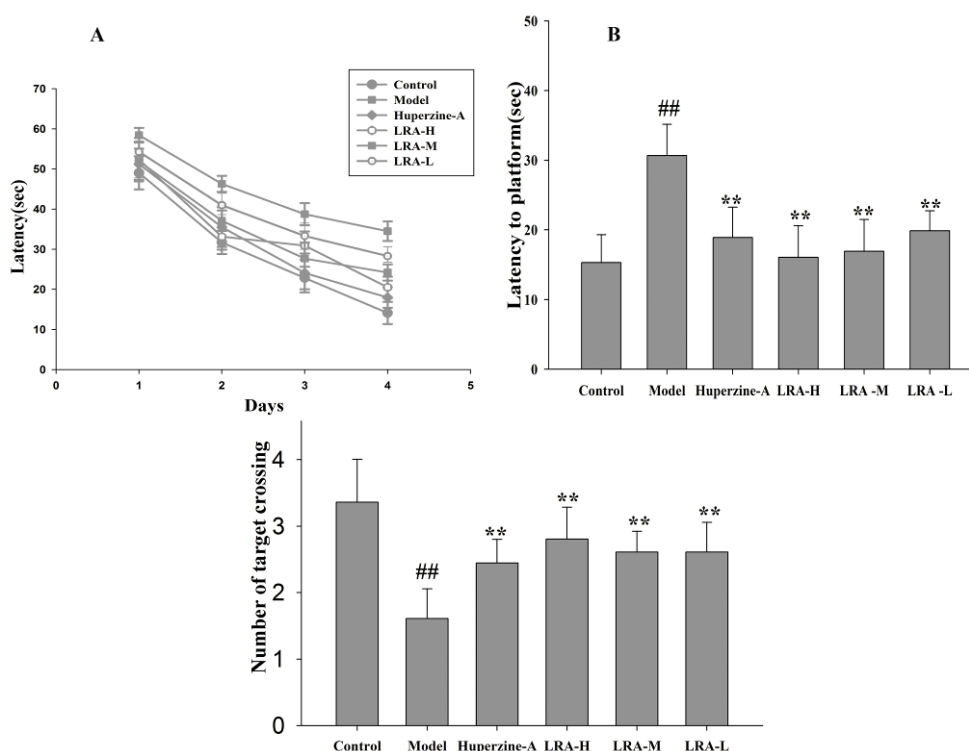 A
Latency(sec)
70
60
50
40
30
20
10
0
0
1
2
3
4
5
Days
Control
Model
Huperzine-A
LRA-H
LRA-M
LRA-L
B
Latency to platform(sec)
50
40
30
20
10
0
##
**
**
**
**
Control
Model
Huperzine-A
LRA-H
LRA -M
LRA -L
Number of target crossing
4
3
2
1
0
##
**
**
**
**
Control
Model
Huperzine-A
LRA-H
LRA-M
LRA-L